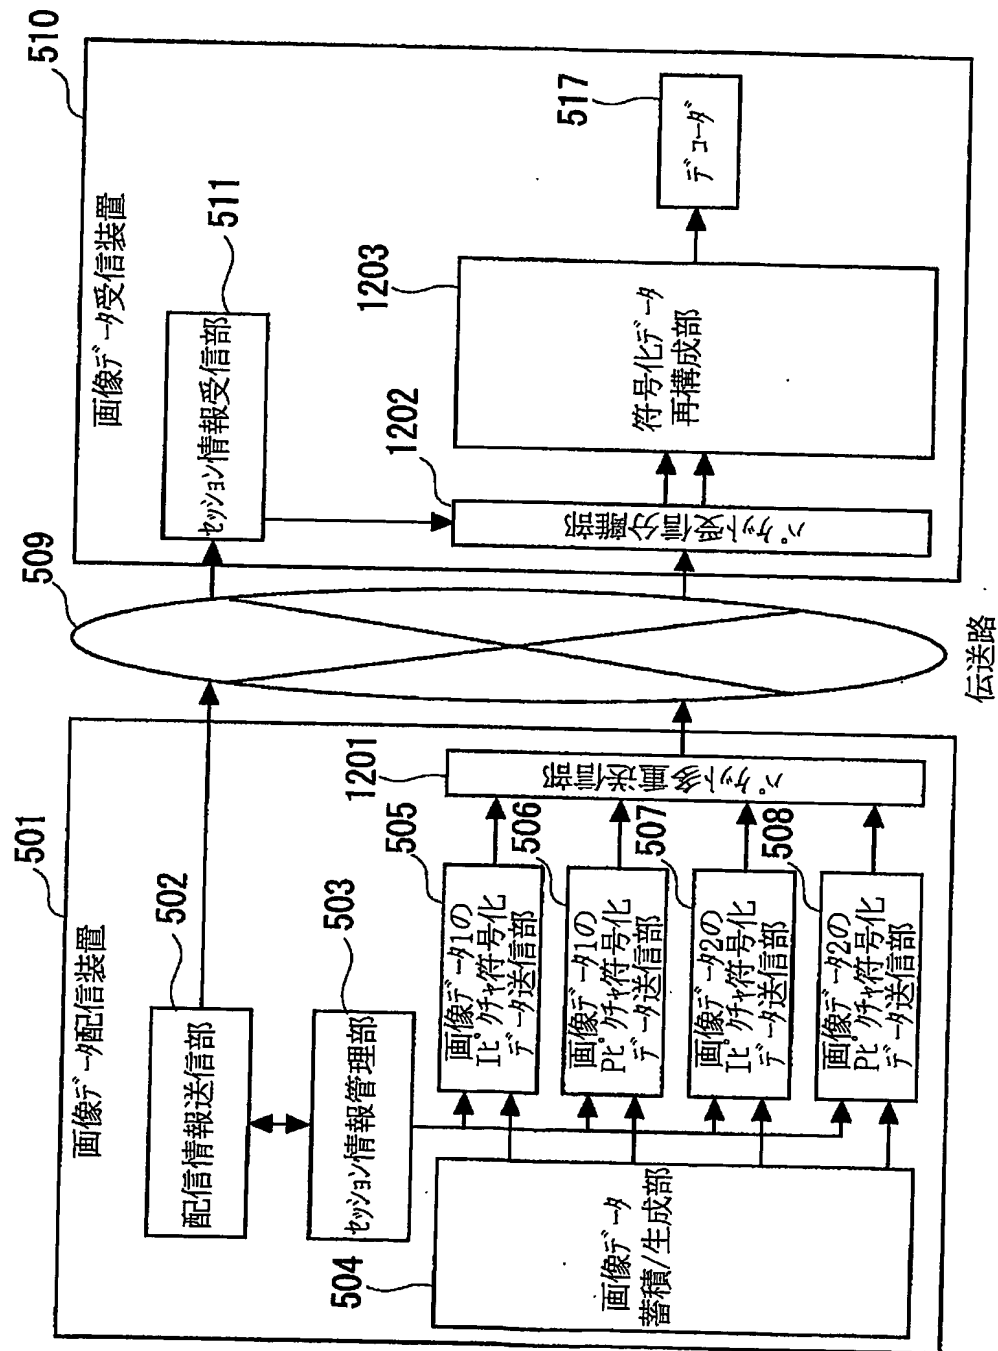 501
画像データ配信装置
502
配信情報送信部
503
セッション情報管理部
504
画像データ
蓄積/生成部
505
画像データ1の
Iピクチャ符号化
データ送信部
506
画像データ1の
Pピクチャ符号化
データ送信部
507
画像データ2の
Iピクチャ符号化
データ送信部
508
画像データ2の
Pピクチャ符号化
データ送信部
1201
パケット多重送信部
509
伝送路
510
画像データ受信装置
511
セッション情報受信部
1202
パケット受信分離部
1203
符号化データ
再構成部
517
デコーダ